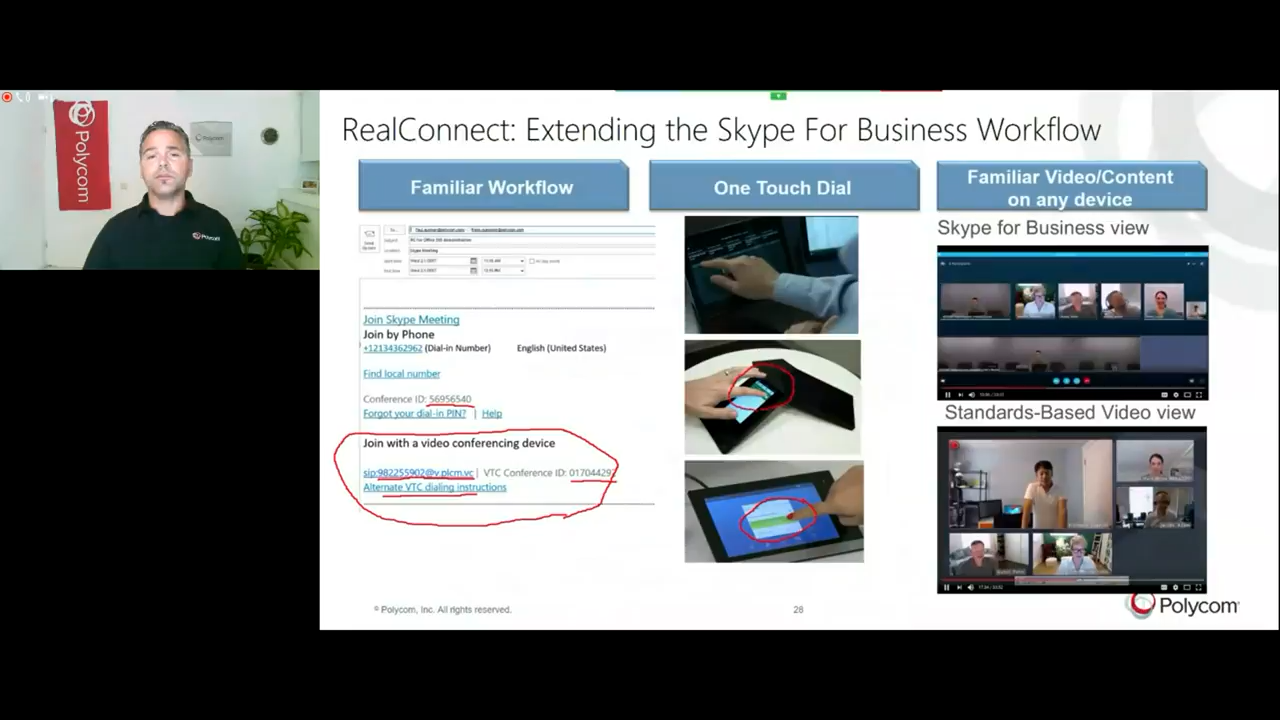 Polycom
Polycom
Polycom
RealConnect: Extending the Skype For Business Workflow
Familiar Workflow
One Touch Dial
Familiar Video/Content
on any device
Skype for Business view
Join Skype Meeting
Join by Phone
+12134362962 (Dial-in Number) English (United States)
Find local number
Conference ID: 56956540
Forgot your dial-in PIN? | Help
Join with a video conferencing device
sip:982255902@v.plcm.vc | VTC Conference ID:
Alternate VTC dialing instructions
Standards-Based Video view
© Polycom, Inc. All rights reserved.
28
Polycom